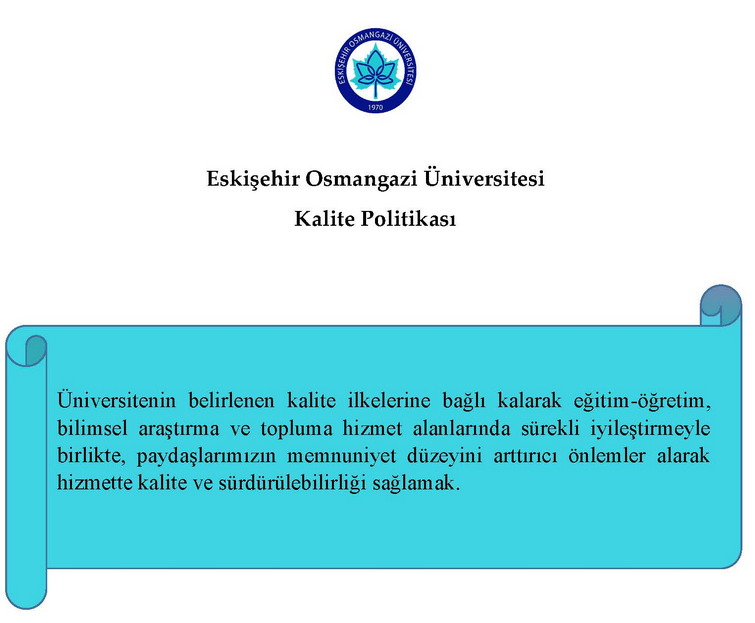 ESKİŞEHİR OSMANGAZİ ÜNİVERSİTESİ
1970
Eskişehir Osmangazi Üniversitesi
Kalite Politikası
Üniversitenin belirlenen kalite ilkelerine bağlı kalarak eğitim-öğretim,
bilimsel araştırma ve topluma hizmet alanlarında sürekli iyileştirmeyle
birlikte, paydaşlarımızın memnuniyet düzeyini arttırıcı önlemler alarak
hizmette kalite ve sürdürülebilirliği sağlamak.